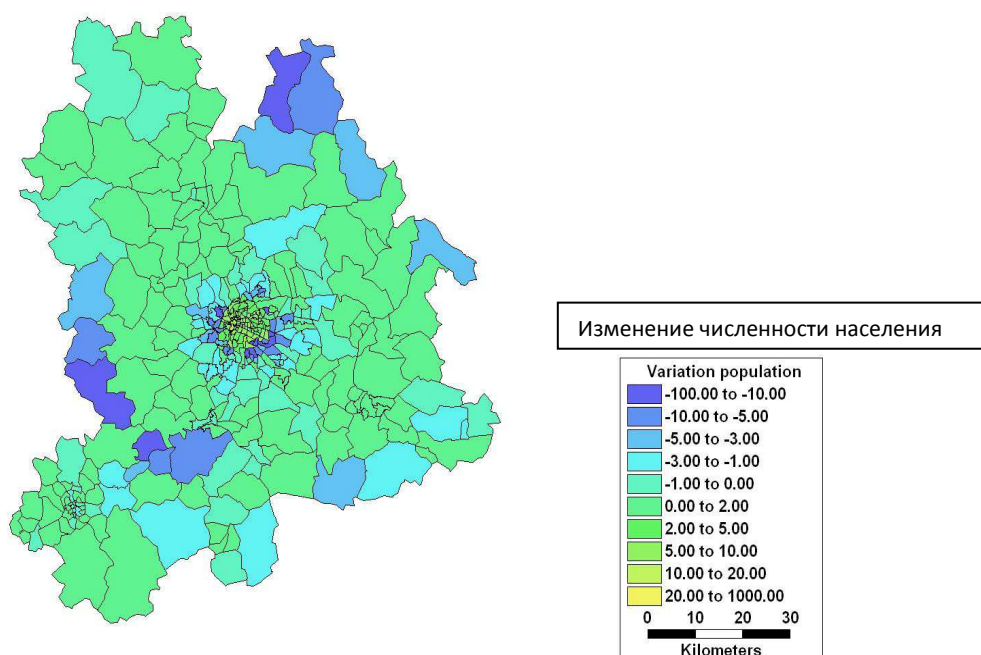 Изменение численности населения
Variation population
-100.00 to -10.00
-10.00 to -5.00
-5.00 to -3.00
-3.00 to -1.00
-1.00 to 0.00
0.00 to 2.00
2.00 to 5.00
5.00 to 10.00
10.00 to 20.00
20.00 to 1000.00
0 10 20 30
Kilometers